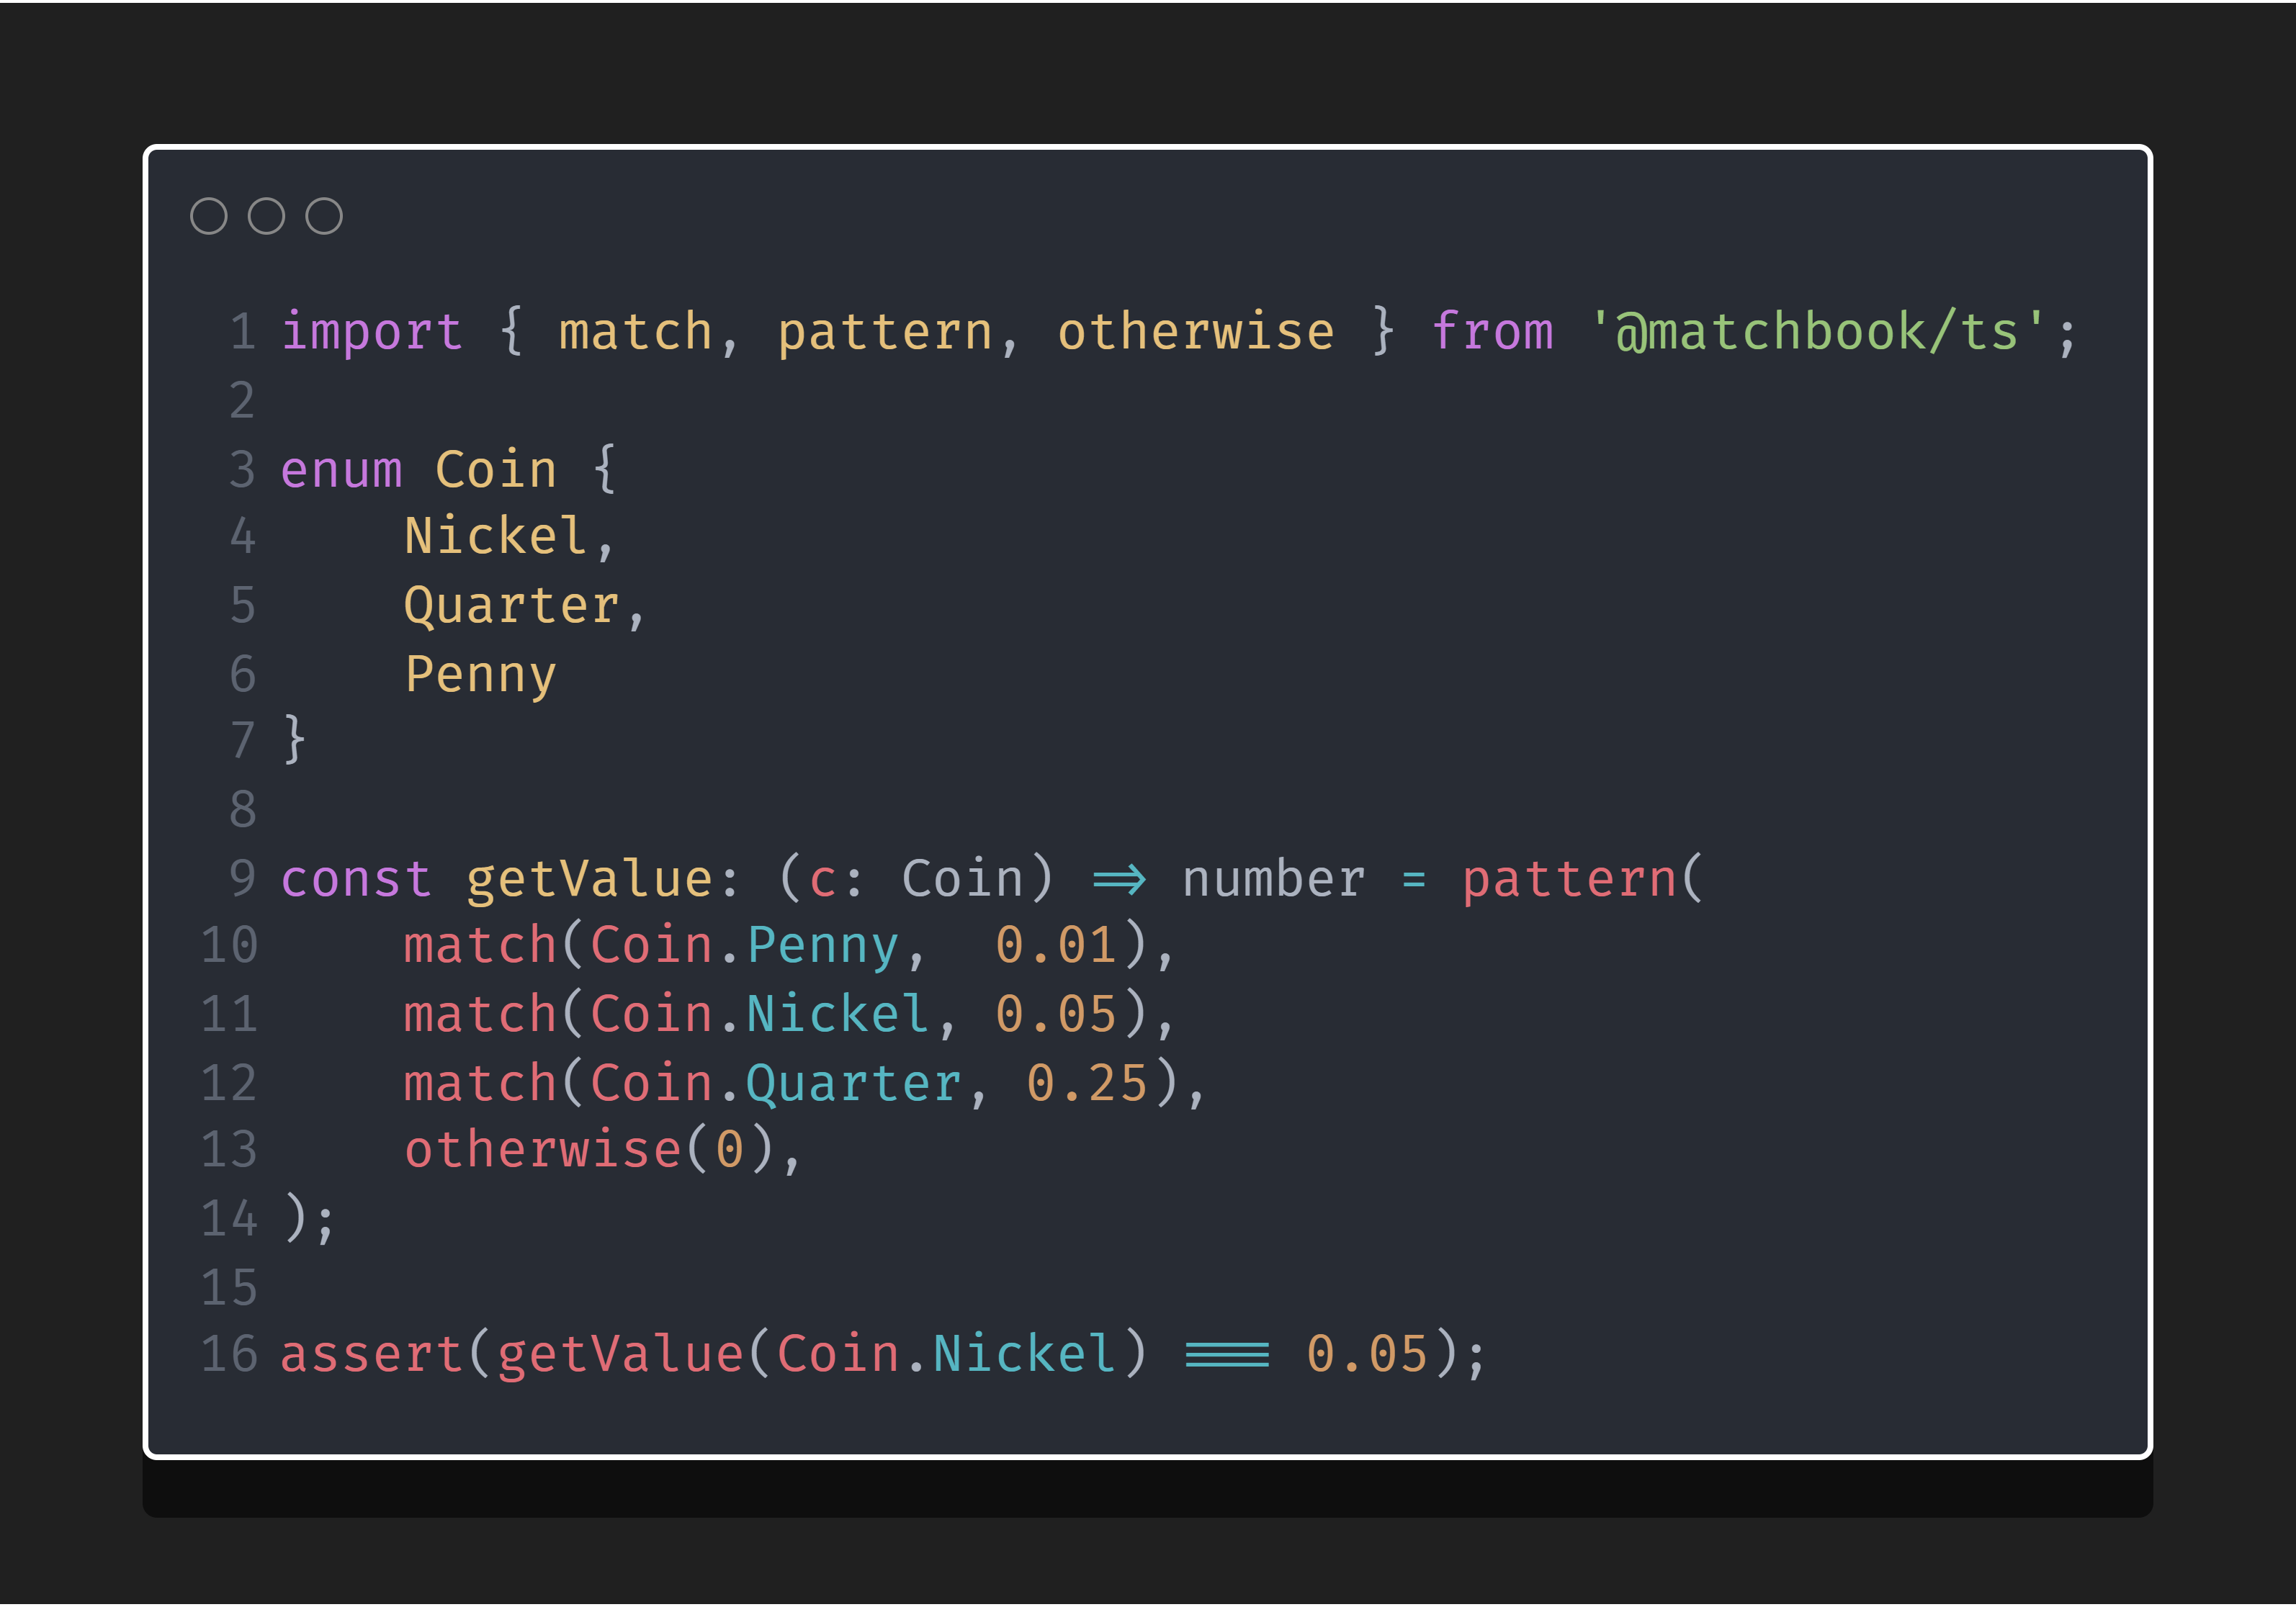 1 import { match, pattern, otherwise } from '@matchbook/ts';
2
3 enum Coin {
4     Nickel,
5     Quarter,
6     Penny
7 }
8
9 const getValue: (c: Coin) => number = pattern(
10     match(Coin.Penny,  0.01),
11     match(Coin.Nickel, 0.05),
12     match(Coin.Quarter, 0.25),
13     otherwise(0),
14 );
15
16 assert(getValue(Coin.Nickel) === 0.05);